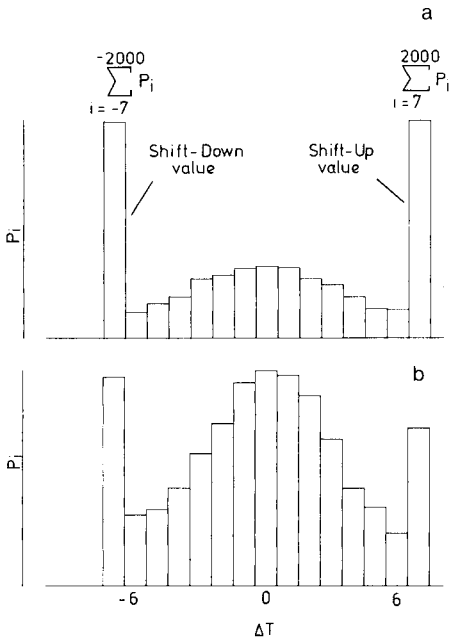 a
-2000 2000
∑ Pi ∑ Pi
i = -7 i = 7
Shift-Down value
Shift-Up value
Pi
b
Pi
-6 0 6
ΔT